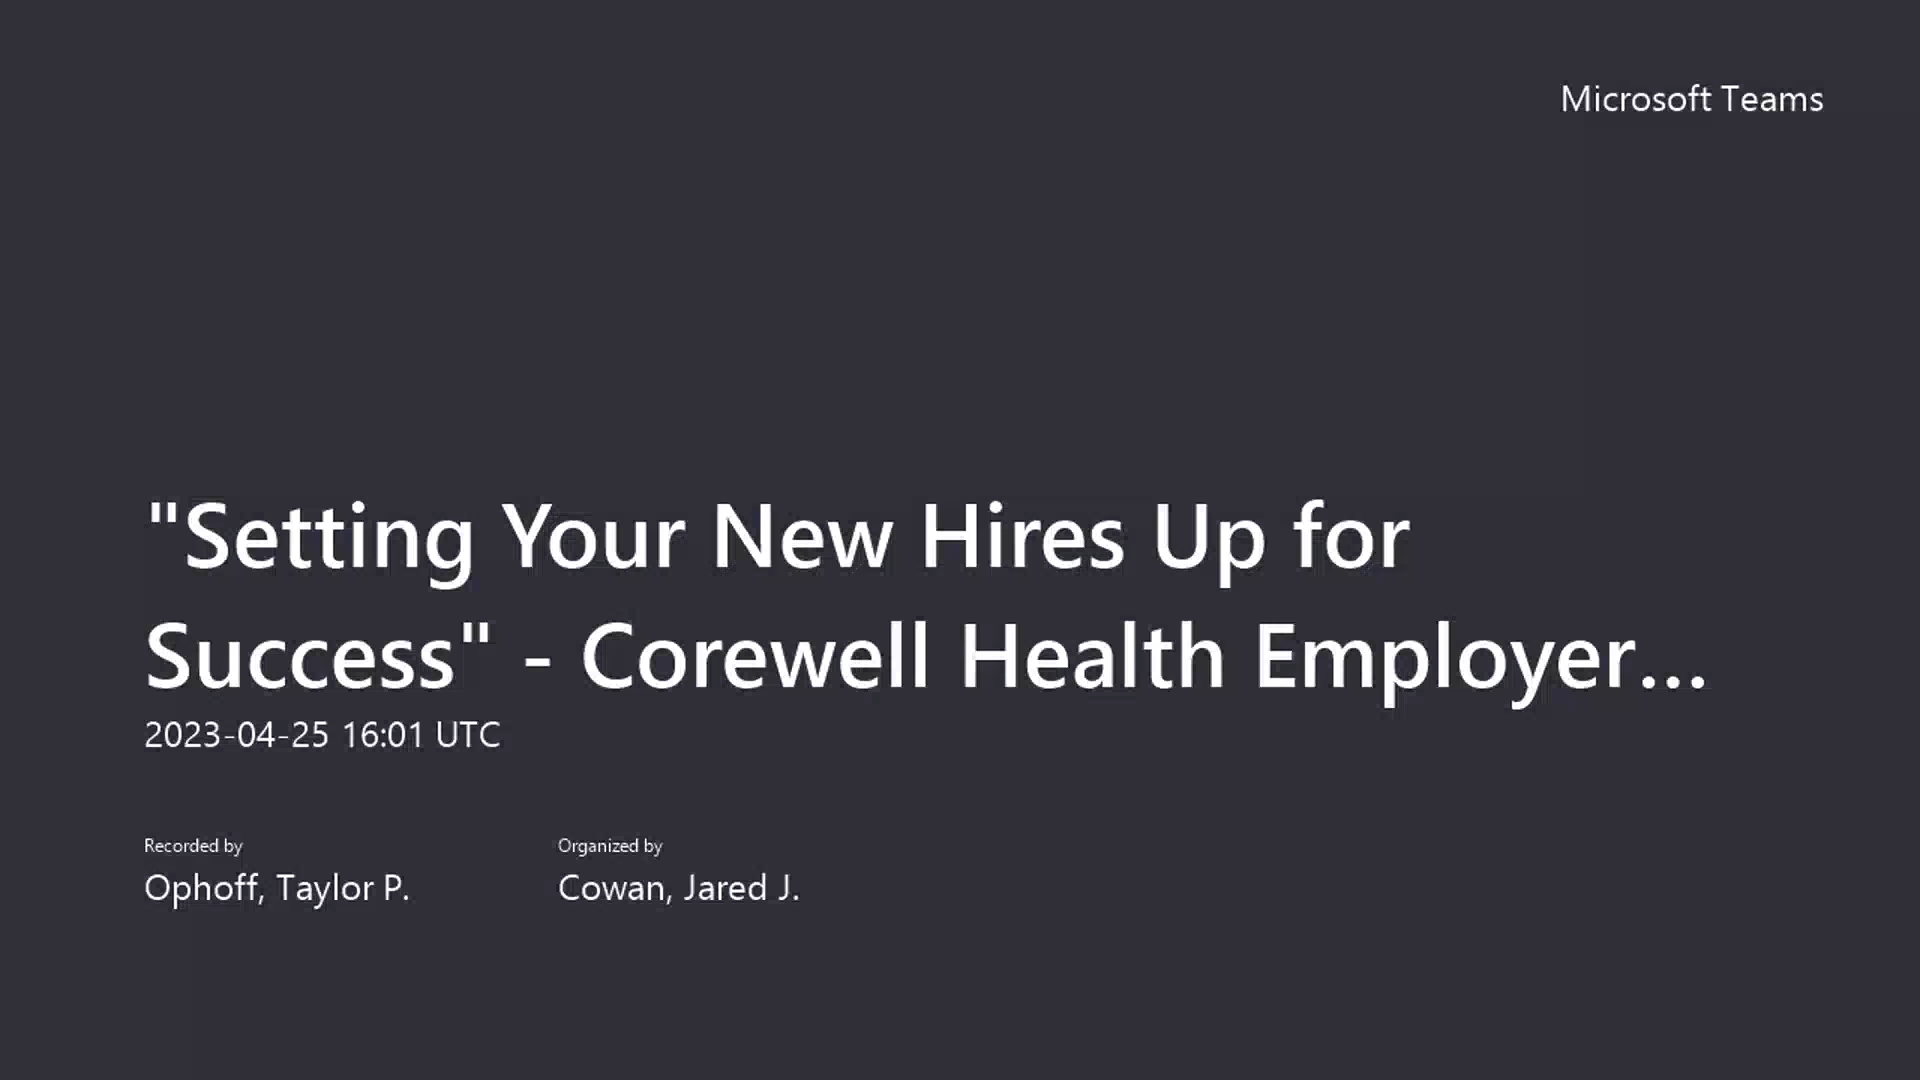 Microsoft Teams
"Setting Your New Hires Up for
Success" - Corewell Health Employer...
2023-04-25 16:01 UTC
Recorded by
Organized by
Ophoff, Taylor P.
Cowan, Jared J.